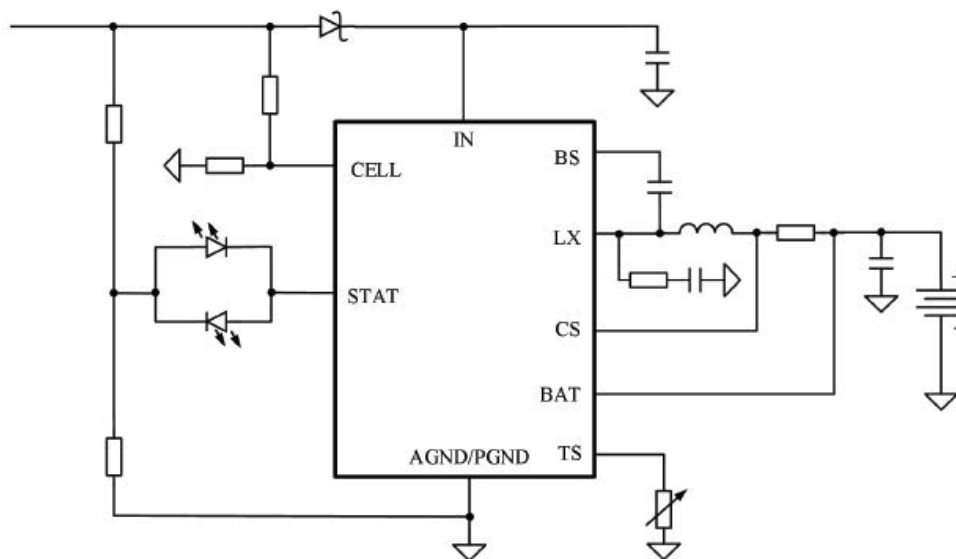 IN
BS
CELL
LX
STAT
CS
BAT
TS
AGND/PGND
+